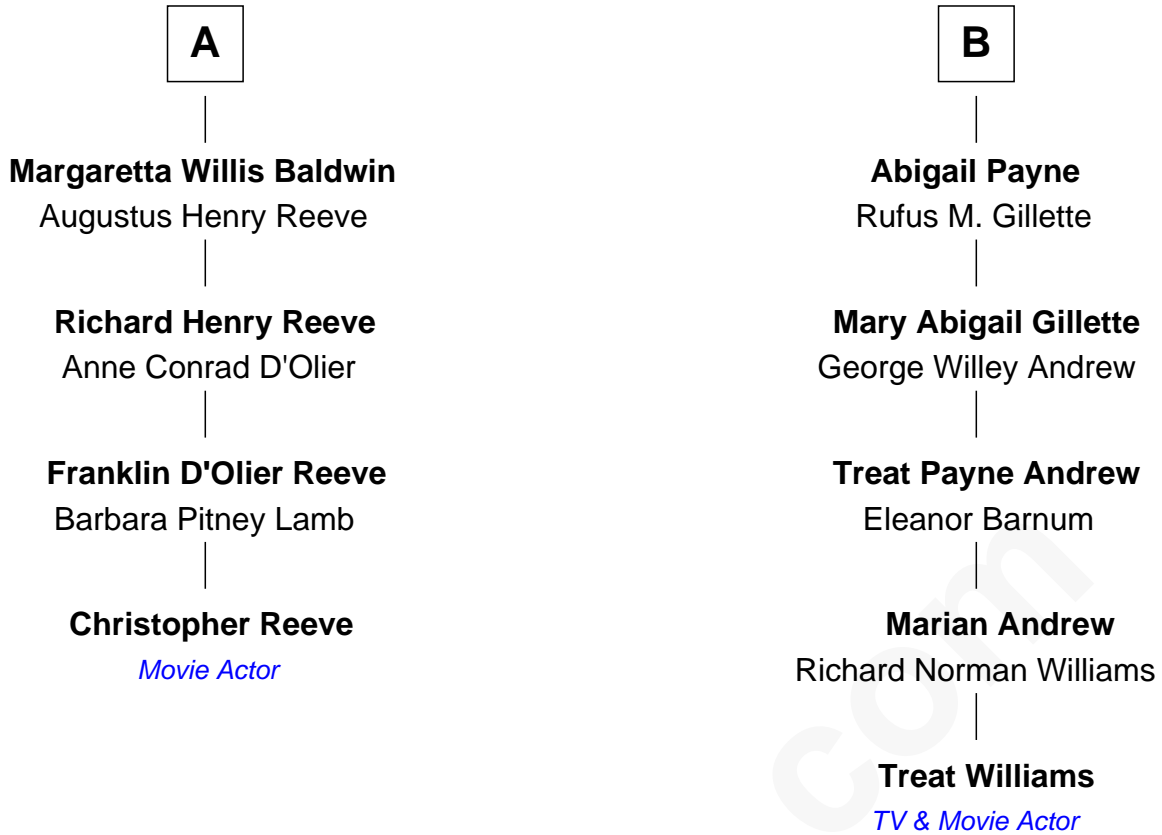 A
Margaretta Willis Baldwin
Augustus Henry Reeve
Richard Henry Reeve
Anne Conrad D'Olier
Franklin D'Olier Reeve
Barbara Pitney Lamb
Christopher Reeve
Movie Actor
B
Abigail Payne
Rufus M. Gillette
Mary Abigail Gillette
George Willey Andrew
Treat Payne Andrew
Eleanor Barnum
Marian Andrew
Richard Norman Williams
Treat Williams
TV & Movie Actor
com